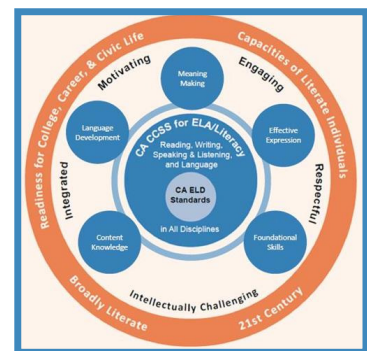 Readiness for College, Career, & Civic Life
Capacities of Literate Individuals
Broadly Literate
21st Century
Motivating
Engaging
Integrated
Respectful
Intellectually Challenging
Meaning
Making
Language
Development
Effective
Expression
Content
Knowledge
Foundational
Skills
CA CCSS for ELA/Literacy
Reading, Writing,
Speaking & Listening,
and Language
CA ELD
Standards
in All Disciplines